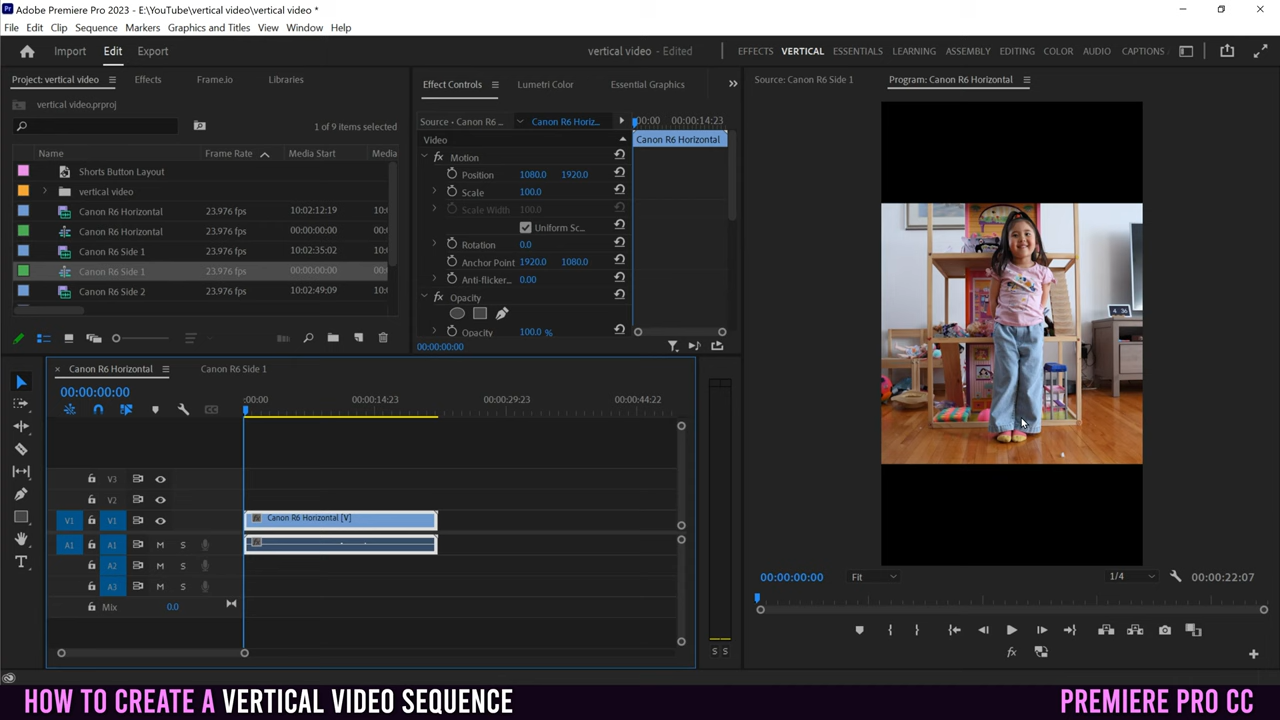 Adobe Premiere Pro 2023 - E:\YouTube\vertical video\vertical video *
File Edit Clip Sequence Markers Graphics and Titles View Window Help
Import Edit Export vertical video - Edited EFFECTS VERTICAL ESSENTIALS LEARNING ASSEMBLY EDITING COLOR AUDIO CAPTIONS
Project: vertical video Effects Frame.io Libraries
vertical video.prproj
1 of 9 items selected
Name Frame Rate Media Start Media
Shorts Button Layout
vertical video
Canon R6 Horizontal 23.976 fps 10:02:12:19 10:0
Canon R6 Horizontal 23.976 fps 00:00:00:00 00:0
Canon R6 Side 1 23.976 fps 10:02:35:02 10:0
Canon R6 Side 1 23.976 fps 00:00:00:00 00:0
Canon R6 Side 2 23.976 fps 10:02:49:09 10:0
Effect Controls Lumetri Color Essential Graphics
Source • Canon R6 ... Canon R6 Horiz... :00:00 00:00:14:23
Video Canon R6 Horizontal
fx Motion
Position 1080.0 1920.0
Scale 100.0
Scale Width 100.0
Uniform Sc...
Rotation 0.0
Anchor Point 1920.0 1080.0
Anti-flicker... 0.00
fx Opacity
Opacity 100.0 %
00:00:00:00
Source: Canon R6 Side 1 Program: Canon R6 Horizontal
4 36
00:00:00:00 Fit 1/4 00:00:22:07
fx
× Canon R6 Horizontal Canon R6 Side 1
00:00:00:00
:00:00 00:00:14:23 00:00:29:23 00:00:44:22
V3
V2
V1 V1 fx Canon R6 Horizontal [V]
A1 A1 M S fx
A2 M S
A3 M S
Mix 0.0
S S
HOW TO CREATE A VERTICAL VIDEO SEQUENCE
PREMIERE PRO CC